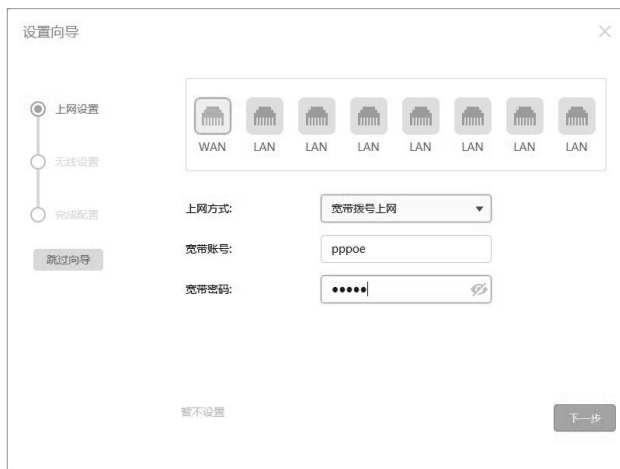 设置向导
上网设置
无线设置
完成配置
跳过向导
WAN LAN LAN LAN LAN LAN LAN LAN
上网方式: 宽带拨号上网
宽带账号: pppoe
宽带密码: •••••
暂不设置
下一步